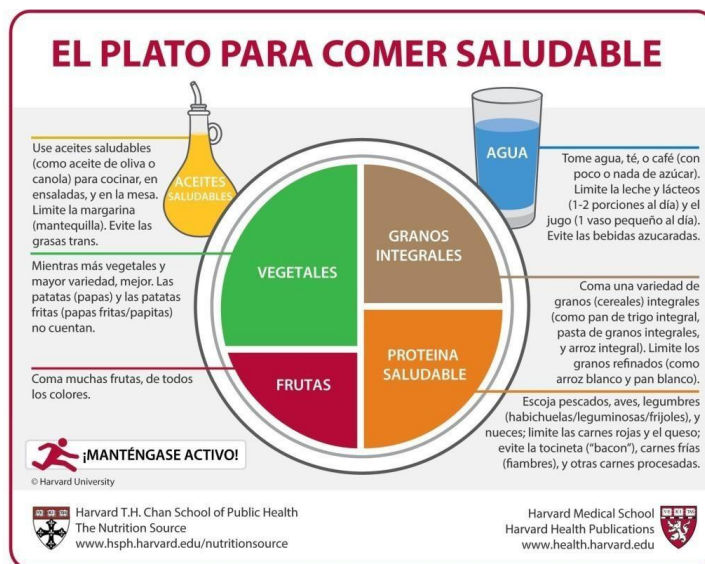 EL PLATO PARA COMER SALUDABLE
Use aceites saludables
(como aceite de oliva o
canola) para cocinar, en
ensaladas, y en la mesa.
Limite la margarina
(mantequilla). Evite las
grasas trans.
ACEITES
SALUDABLES
AGUA
Tome agua, té, o café (con
poco o nada de azúcar).
Limite la leche y lácteos
(1-2 porciones al día) y el
jugo (1 vaso pequeño al día).
Evite las bebidas azucaradas.
Mientras más vegetales y
mayor variedad, mejor. Las
patatas (papas) y las patatas
fritas (papas fritas/papitas)
no cuentan.
VEGETALES
GRANOS
INTEGRALES
Coma una variedad de
granos (cereales) integrales
(como pan de trigo integral,
pasta de granos integrales,
y arroz integral). Limite los
granos refinados (como
arroz blanco y pan blanco).
Coma muchas frutas, de todos
los colores.
FRUTAS
PROTEINA
SALUDABLE
Escoja pescados, aves, legumbres
(habichuelas/leguminosas/frijoles), y
nueces; limite las carnes rojas y el queso;
evite la tocineta ("bacon"), carnes frías
(fiambres), y otras carnes procesadas.
¡MANTÉNGASE ACTIVO!
© Harvard University
Harvard T.H. Chan School of Public Health
The Nutrition Source
www.hsph.harvard.edu/nutritionsource
Harvard Medical School
Harvard Health Publications
www.health.harvard.edu